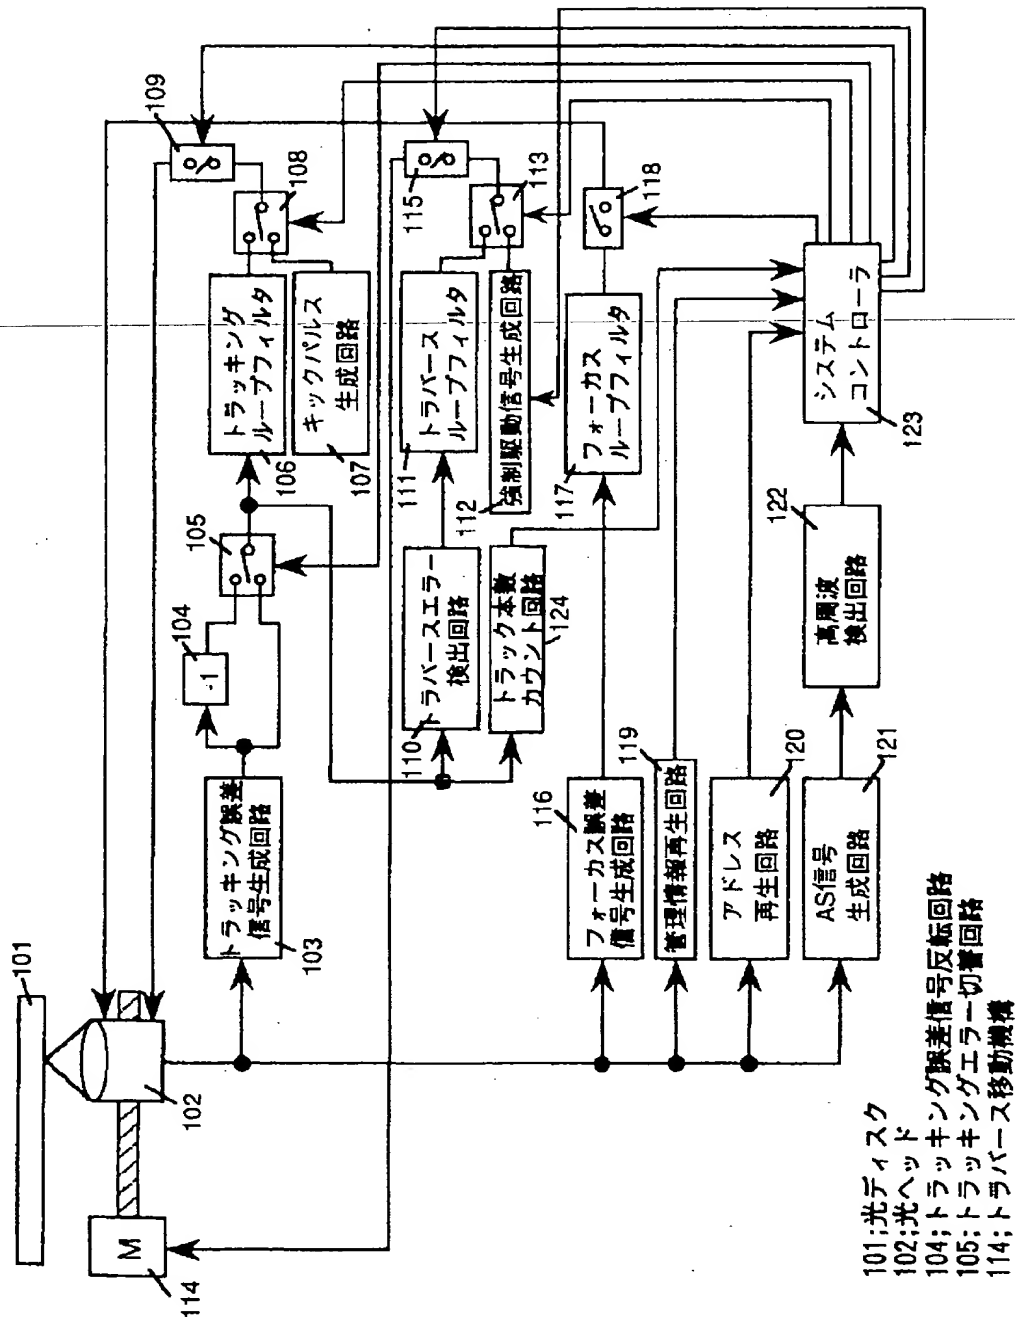 101
102
M
114
トラッキング誤差
信号生成回路
103
-1
104
105
トラッキング
ループフィルタ
106
キックパルス
生成回路
107
108
109
トラバースエラー
検出回路
110
トラバース
ループフィルタ
111
強制駆動信号生成回路
112
113
115
トラック本数
カウント回路
124
フォーカス誤差
信号生成回路
116
フォーカス
ループフィルタ
117
118
管理情報再生回路
119
アドレス
再生回路
120
AS信号
生成回路
121
高周波
検出回路
122
システム
コントローラ
123
101;光ディスク
102;光ヘッド
104;トラッキング誤差信号反転回路
105;トラッキングエラー切替回路
114;トラバース移動機構